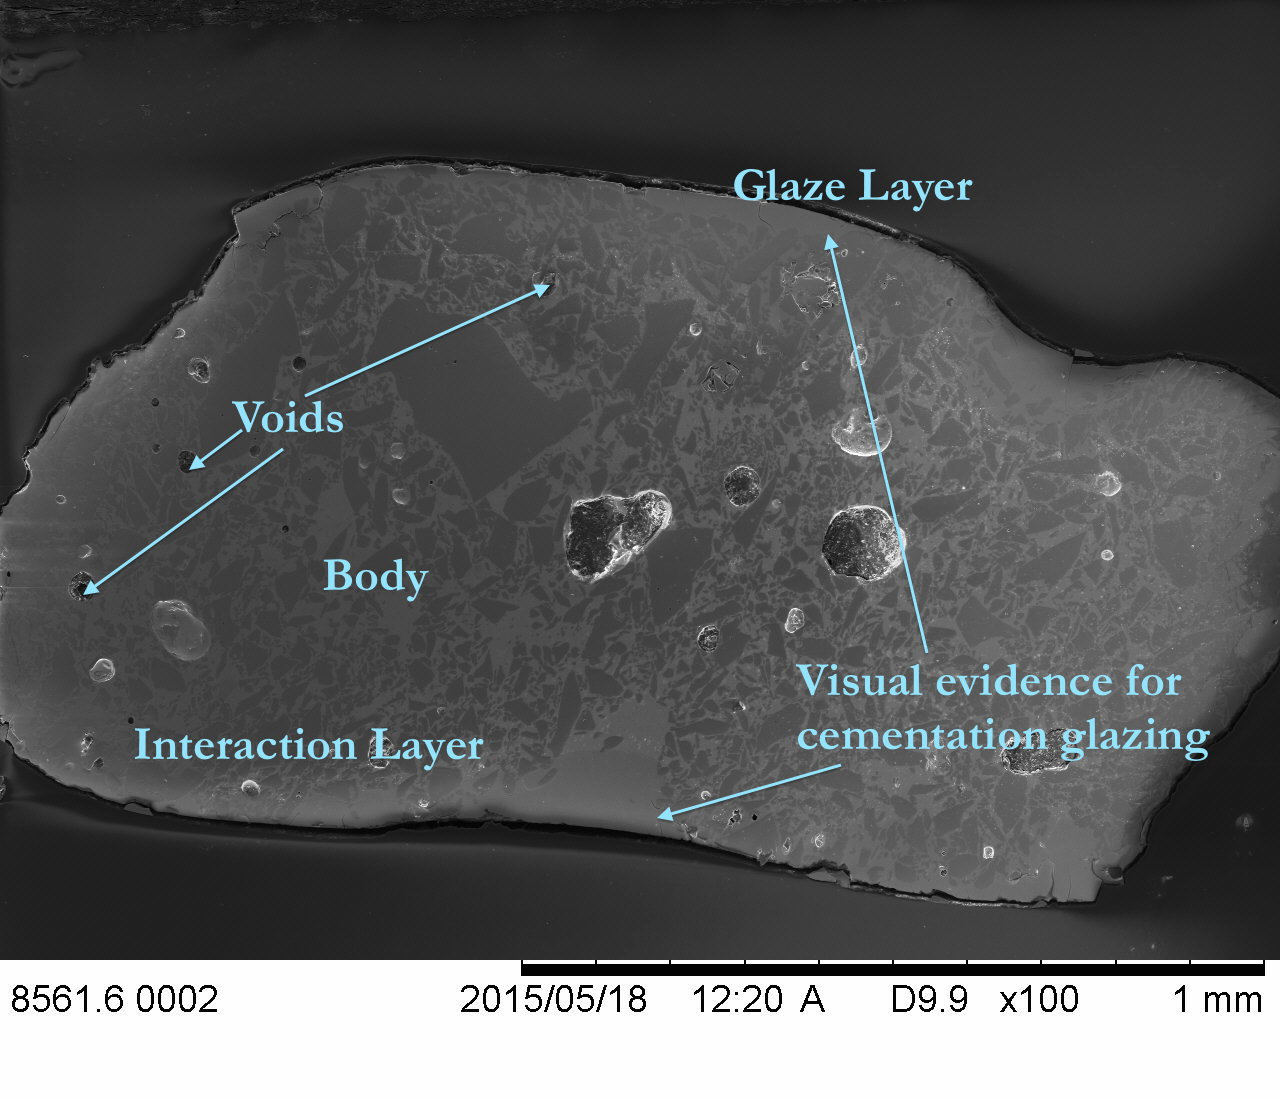 Glaze Layer
Voids
Body
Visual evidence for
cementation glazing
Interaction Layer
8561.6 0002 2015/05/18 12:20 A D9.9 x100 1 mm